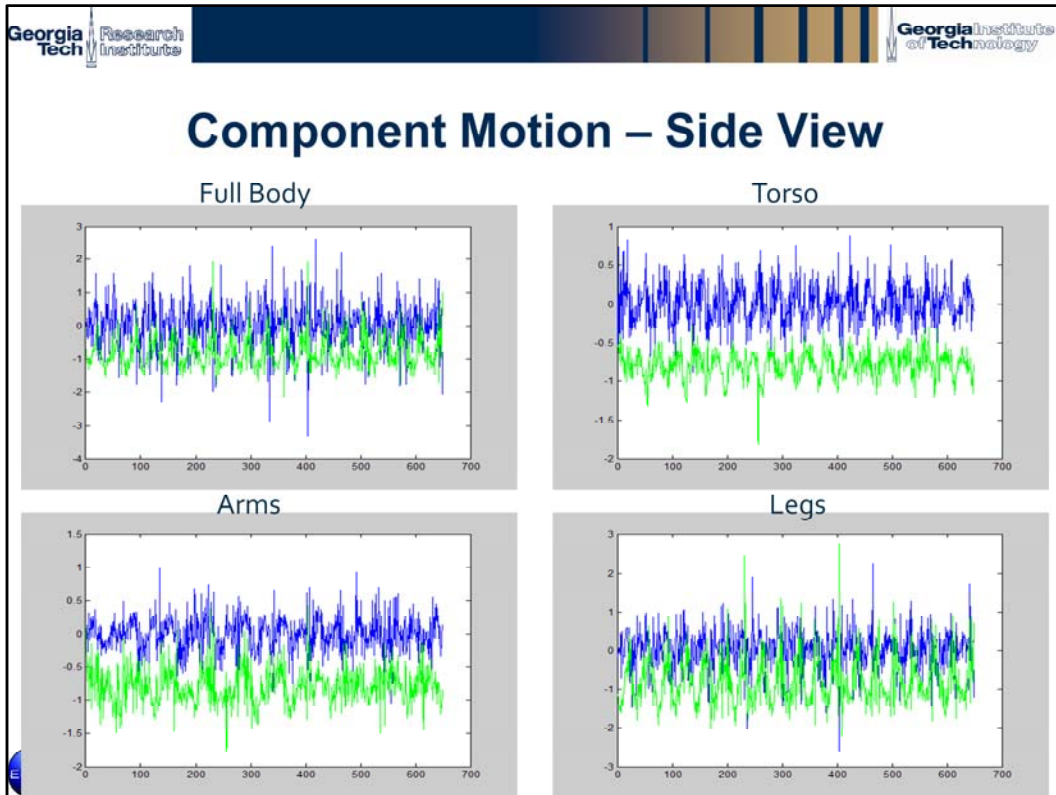 Georgia Research
Tech Institute
Georgia Institute
of Technology
Component Motion – Side View
Full Body
3
2
1
0
-1
-2
-3
-4
0 100 200 300 400 500 600 700
Torso
1
0.5
0
-0.5
-1
-1.5
-2
0 100 200 300 400 500 600 700
Arms
1.5
1
0.5
0
-0.5
-1
-1.5
-2
0 100 200 300 400 500 600 700
Legs
3
2
1
0
-1
-2
-3
0 100 200 300 400 500 600 700